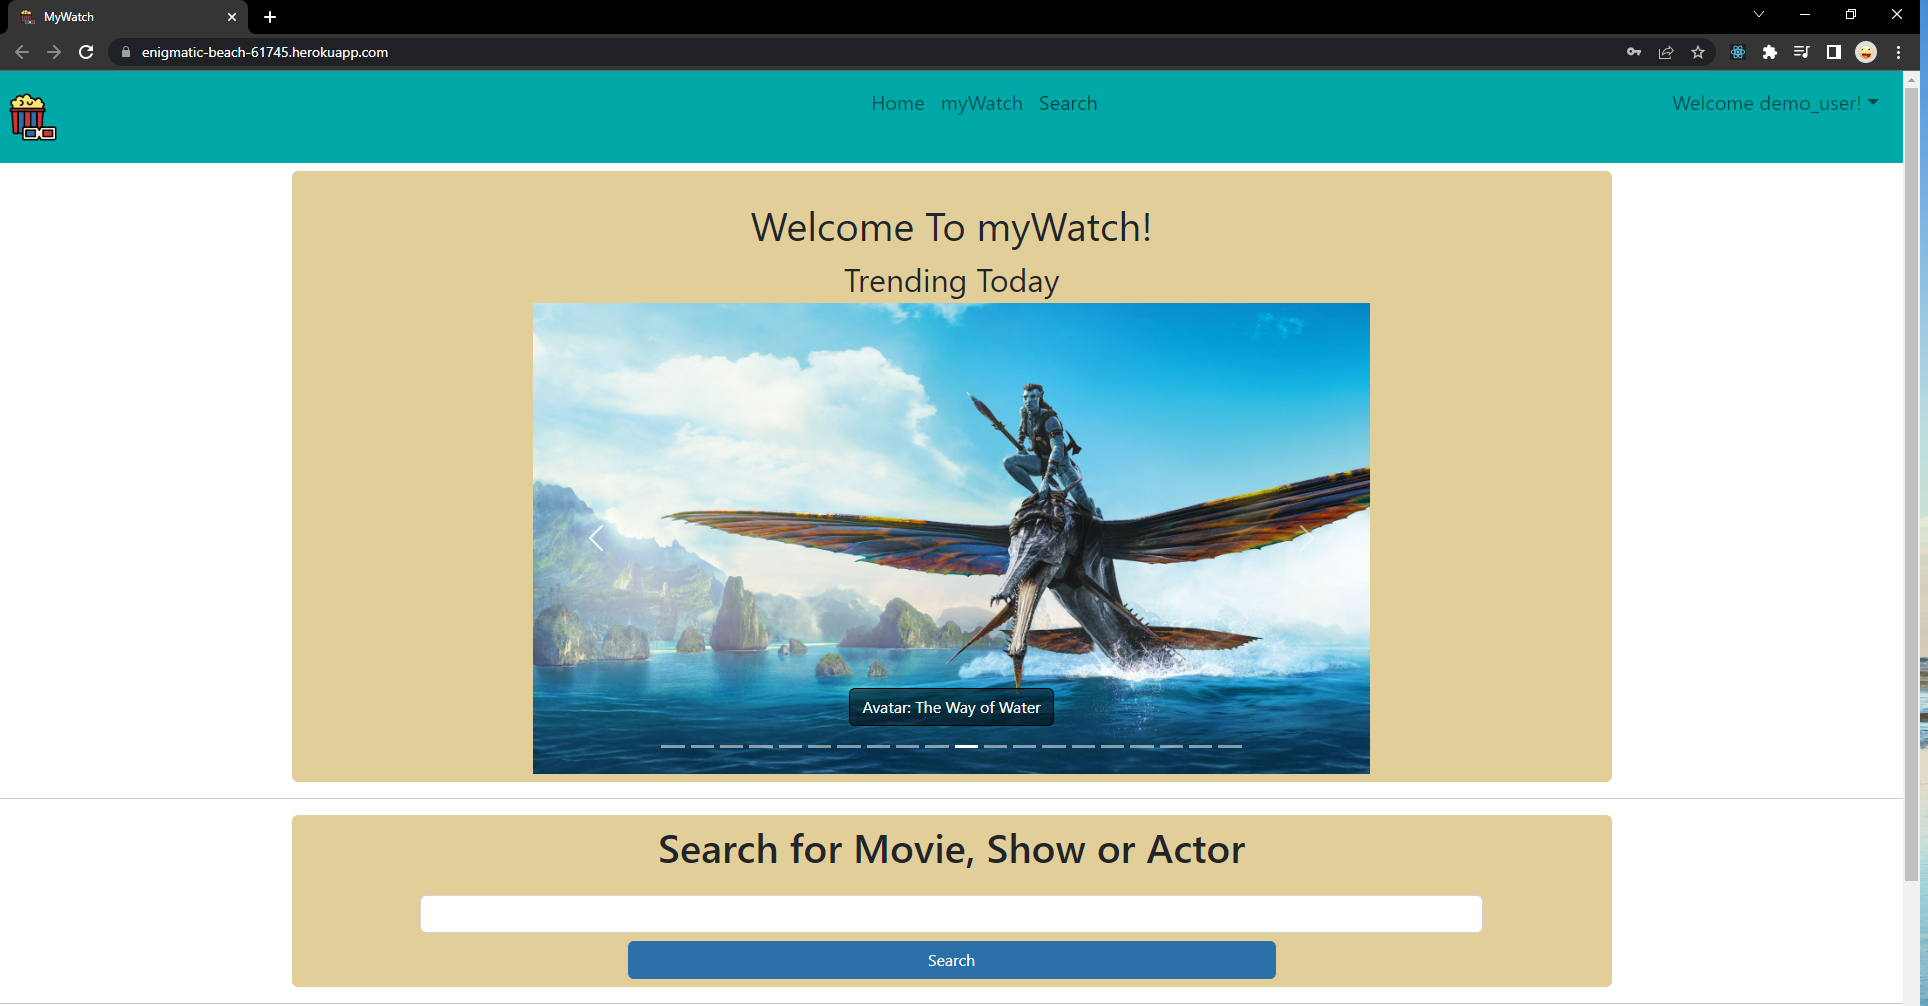 MyWatch
enigmatic-beach-61745.herokuapp.com
Home myWatch Search
Welcome demo_user!
Welcome To myWatch!
Trending Today
Avatar: The Way of Water
Search for Movie, Show or Actor
Search